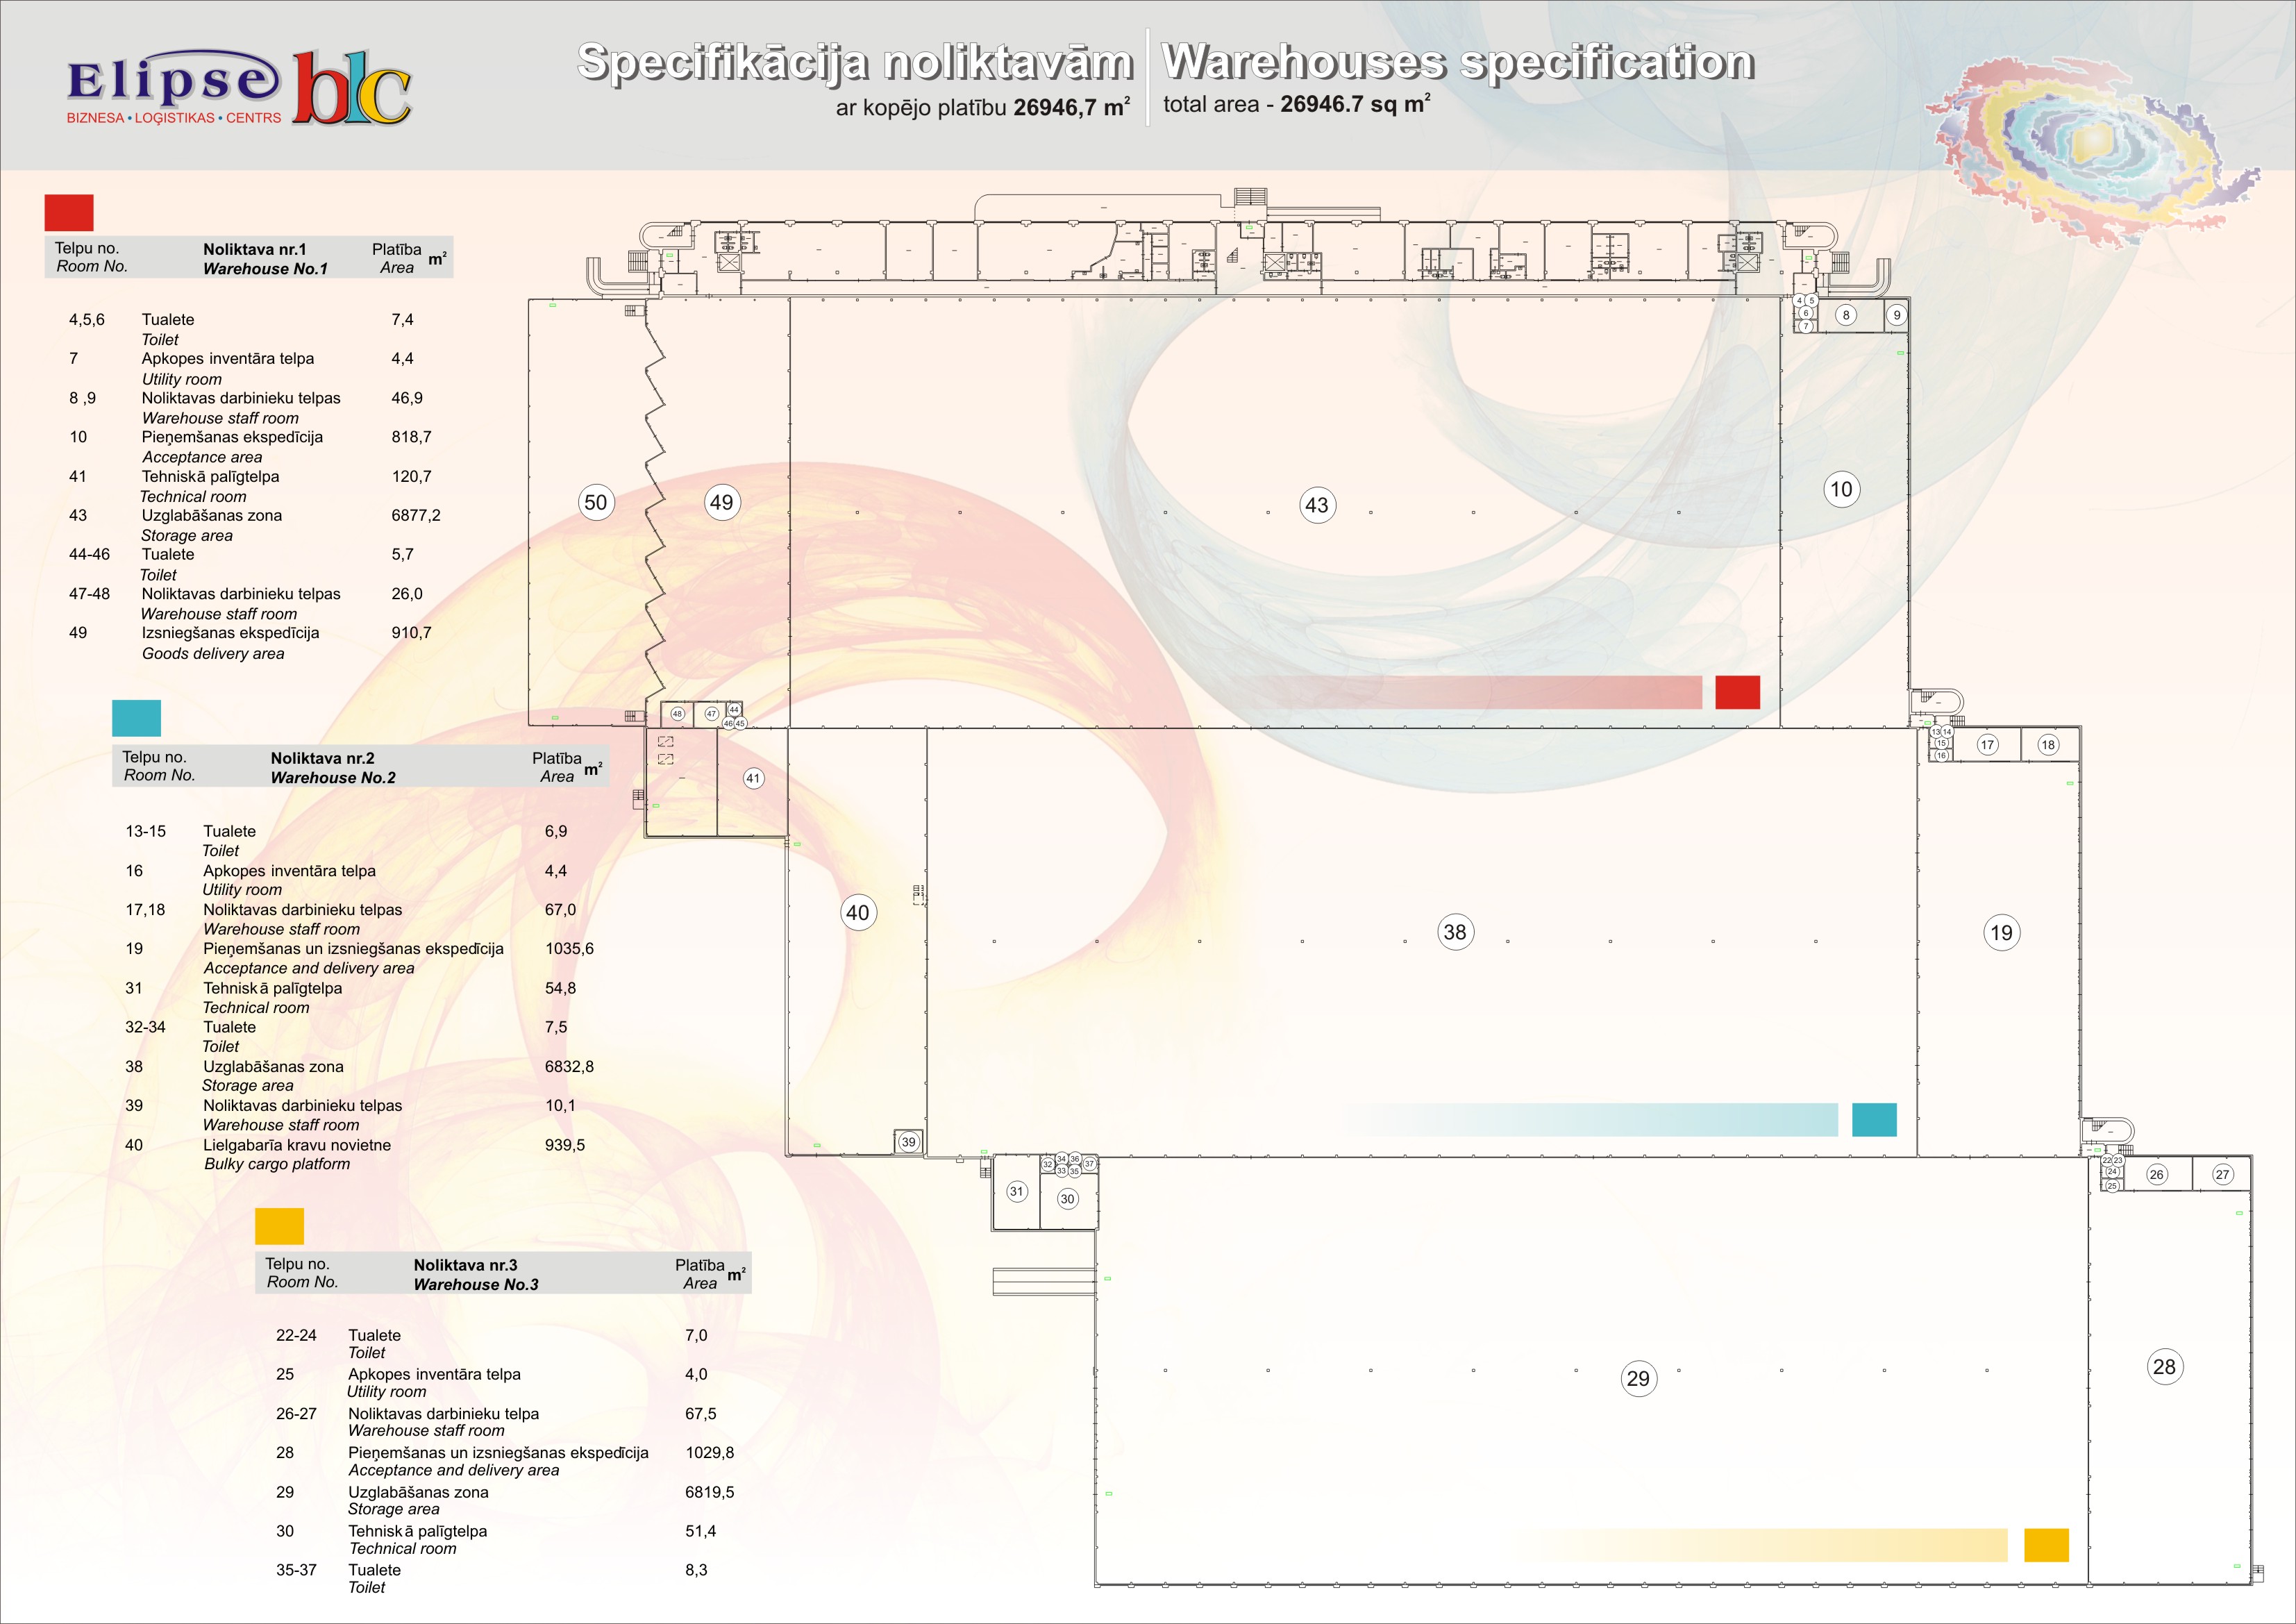 Elipse blc
BIZNESA • LOĢISTIKAS • CENTRS
Specifikācija noliktavām
ar kopējo platību 26946,7 m²
Warehouses specification
total area - 26946.7 sq m²
Telpu no. Noliktava nr.1 Platība m²
Room No. Warehouse No.1 Area
4,5,6 Tualete 7,4
Toilet
7 Apkopes inventāra telpa 4,4
Utility room
8 ,9 Noliktavas darbinieku telpas 46,9
Warehouse staff room
10 Pieņemšanas ekspedīcija 818,7
Acceptance area
41 Tehniskā palīgtelpa 120,7
Technical room
43 Uzglabāšanas zona 6877,2
Storage area
44-46 Tualete 5,7
Toilet
47-48 Noliktavas darbinieku telpas 26,0
Warehouse staff room
49 Izsniegšanas ekspedīcija 910,7
Goods delivery area
Telpu no. Noliktava nr.2 Platība m²
Room No. Warehouse No.2 Area
13-15 Tualete 6,9
Toilet
16 Apkopes inventāra telpa 4,4
Utility room
17,18 Noliktavas darbinieku telpas 67,0
Warehouse staff room
19 Pieņemšanas un izsniegšanas ekspedīcija 1035,6
Acceptance and delivery area
31 Tehniskā palīgtelpa 54,8
Technical room
32-34 Tualete 7,5
Toilet
38 Uzglabāšanas zona 6832,8
Storage area
39 Noliktavas darbinieku telpas 10,1
Warehouse staff room
40 Lielgabarīa kravu novietne 939,5
Bulky cargo platform
Telpu no. Noliktava nr.3 Platība m²
Room No. Warehouse No.3 Area
22-24 Tualete 7,0
Toilet
25 Apkopes inventāra telpa 4,0
Utility room
26-27 Noliktavas darbinieku telpa 67,5
Warehouse staff room
28 Pieņemšanas un izsniegšanas ekspedīcija 1029,8
Acceptance and delivery area
29 Uzglabāšanas zona 6819,5
Storage area
30 Tehniskā palīgtelpa 51,4
Technical room
35-37 Tualete 8,3
Toilet
4 5
6 8 9
7
50 49 43 10
48 47 44
46 45
13 14
15 17 18
16
41
40 38 19
39
32 34 36 37
33 35
31 30
22 23
24 26 27
25
29 28